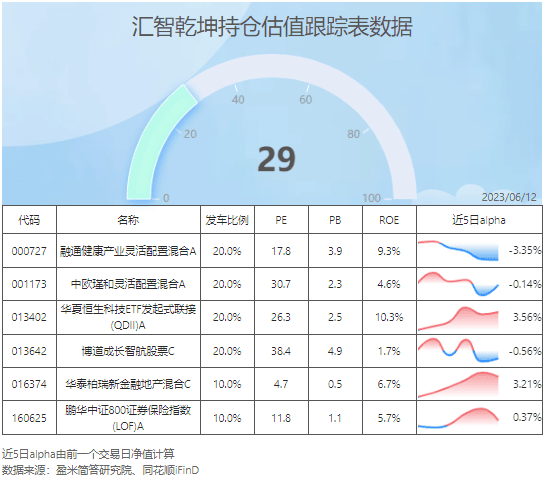 汇智乾坤持仓估值跟踪表数据
0
20
40
60
80
100
29
2023/06/12
代码 名称 发车比例 PE PB ROE 近5日alpha
000727 融通健康产业灵活配置混合A 20.0% 17.8 3.9 9.3% -3.35%
001173 中欧瑾和灵活配置混合A 20.0% 30.7 2.3 4.6% -0.14%
013402 华夏恒生科技ETF发起式联接(QDII)A 20.0% 26.3 2.5 10.3% 3.56%
013642 博道成长智航股票C 20.0% 38.4 4.9 1.7% -0.56%
016374 华泰柏瑞新金融地产混合C 10.0% 4.7 0.5 6.7% 3.21%
160625 鹏华中证800证券保险指数(LOF)A 10.0% 11.8 1.1 5.7% 0.37%
近5日alpha由前一个交易日净值计算
数据来源：盈米简答研究院、同花顺iFinD